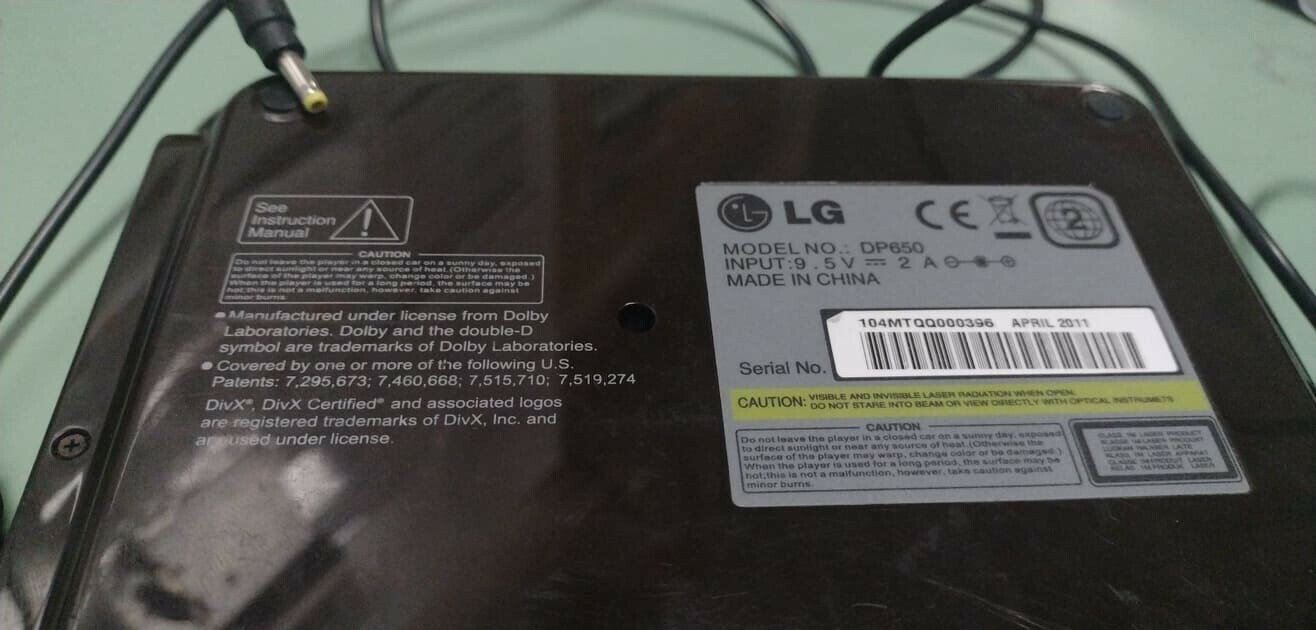 See
Instruction
Manual
CAUTION
Do not leave the player in a closed car on a sunny day, exposed
to direct sunlight or near any source of heat.(Otherwise the
surface of the player may warp, change color or be damaged.)
When the player is used for a long period, the surface may be
hot;this is not a malfunction, however, take caution against
minor burns.
Manufactured under license from Dolby
Laboratories. Dolby and the double-D
symbol are trademarks of Dolby Laboratories.
Covered by one or more of the following U.S.
Patents: 7,295,673; 7,460,668; 7,515,710; 7,519,274
DivX®, DivX Certified® and associated logos
are registered trademarks of DivX, Inc. and
are used under license.
LG
CE
2
MODEL NO.: DP650
INPUT:9.5V 2 A
MADE IN CHINA
104MTQQ000396 APRIL 2011
Serial No.
CAUTION: VISIBLE AND INVISIBLE LASER RADIATION WHEN OPEN.
DO NOT STARE INTO BEAM OR VIEW DIRECTLY WITH OPTICAL INSTRUMETS
CAUTION
Do not leave the player in a closed car on a sunny day, exposed
to direct sunlight or near any source of heat.(Otherwise the
surface of the player may warp, change color or be damaged.)
When the player is used for a long period, the surface may be
hot;this is not a malfunction, however, take caution against
minor burns.
CLASS 1M LASER PRODUCT